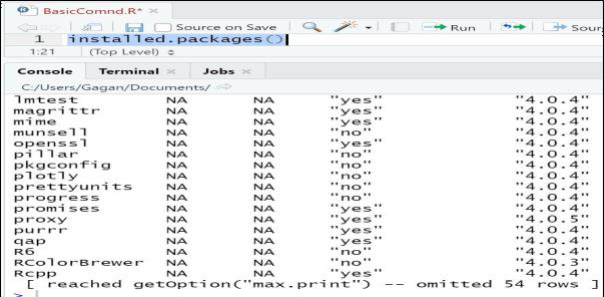 BasicComnd.R*
Source on Save Run Sour
1 installed.packages()
1:21 (Top Level)
Console Terminal Jobs
C:/Users/Gagan/Documents/
lmtest NA NA "yes" "4.0.4"
magrittr NA NA "yes" "4.0.4"
mime NA NA "yes" "4.0.4"
munsell NA NA "no" "4.0.4"
openssl NA NA "yes" "4.0.4"
pillar NA NA "no" "4.0.4"
pkgconfig NA NA "no" "4.0.4"
plotly NA NA "no" "4.0.4"
prettyunits NA NA "no" "4.0.4"
progress NA NA "no" "4.0.4"
promises NA NA "yes" "4.0.4"
proxy NA NA "yes" "4.0.5"
purrr NA NA "yes" "4.0.4"
qap NA NA "yes" "4.0.4"
R6 NA NA "no" "4.0.4"
RColorBrewer NA NA "no" "4.0.3"
Rcpp NA NA "yes" "4.0.4"
[ reached getOption("max.print") -- omitted 54 rows ]
>